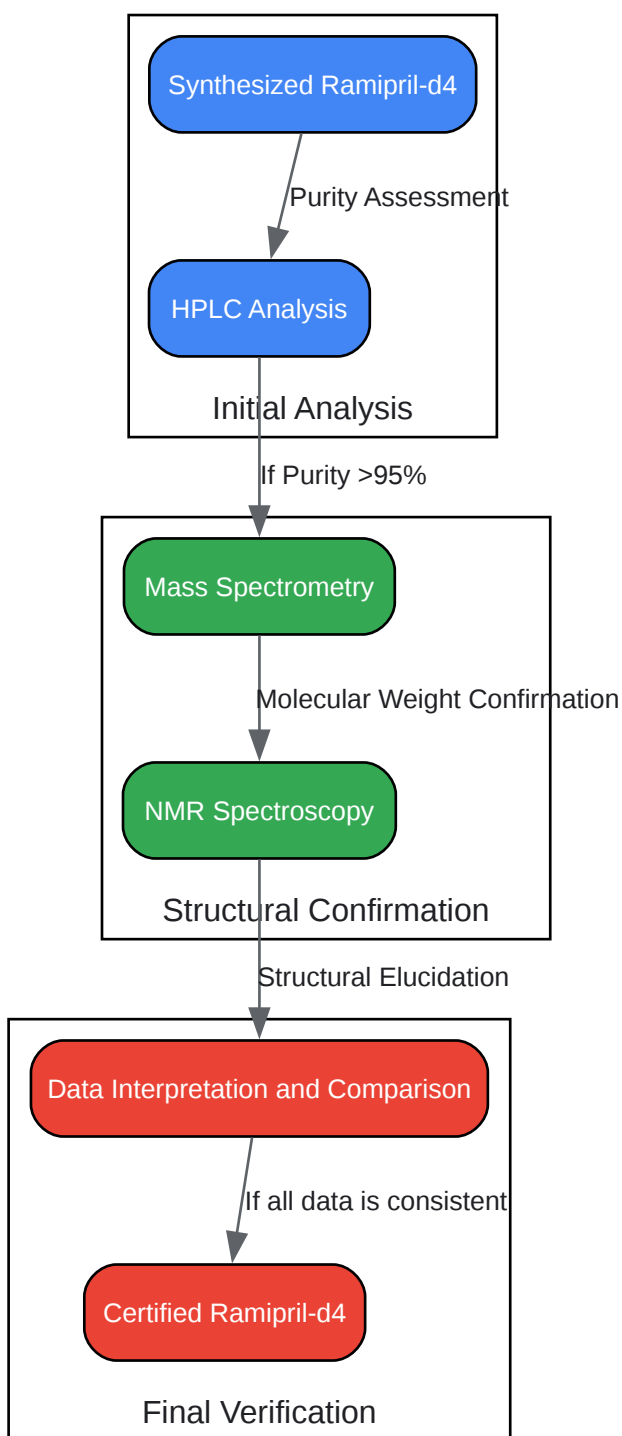 Synthesized Ramipril-d4
Purity Assessment
HPLC Analysis
Initial Analysis
If Purity >95%
Mass Spectrometry
Molecular Weight Confirmation
NMR Spectroscopy
Structural Confirmation
Structural Elucidation
Data Interpretation and Comparison
If all data is consistent
Certified Ramipril-d4
Final Verification